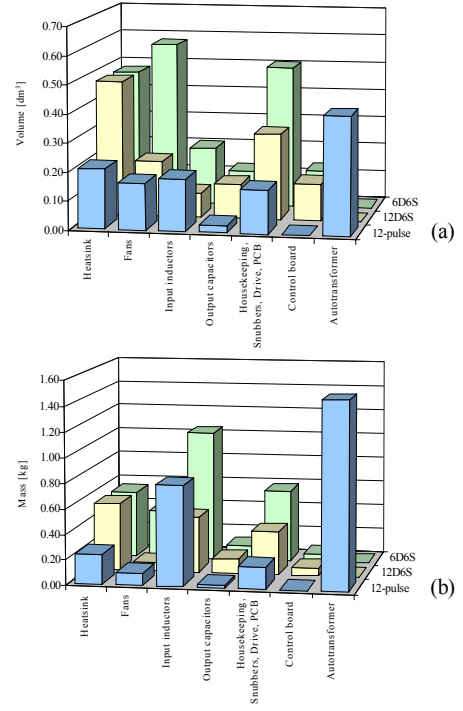 0.70
0.60
0.50
0.40
0.30
0.20
0.10
0.00
Volume [dm³]
Heatsink
Fans
Input inductors
Output capacitors
Housekeeping,
Snubbers, Drive, PCB
Control board
Autotransformer
6D6S
12D6S
12-pulse
(a)
1.60
1.40
1.20
1.00
0.80
0.60
0.40
0.20
0.00
Mass [kg]
Heatsink
Fans
Input inductors
Output capacitors
Housekeeping,
Snubbers, Drive, PCB
Control board
Autotransformer
6D6S
12D6S
12-pulse
(b)